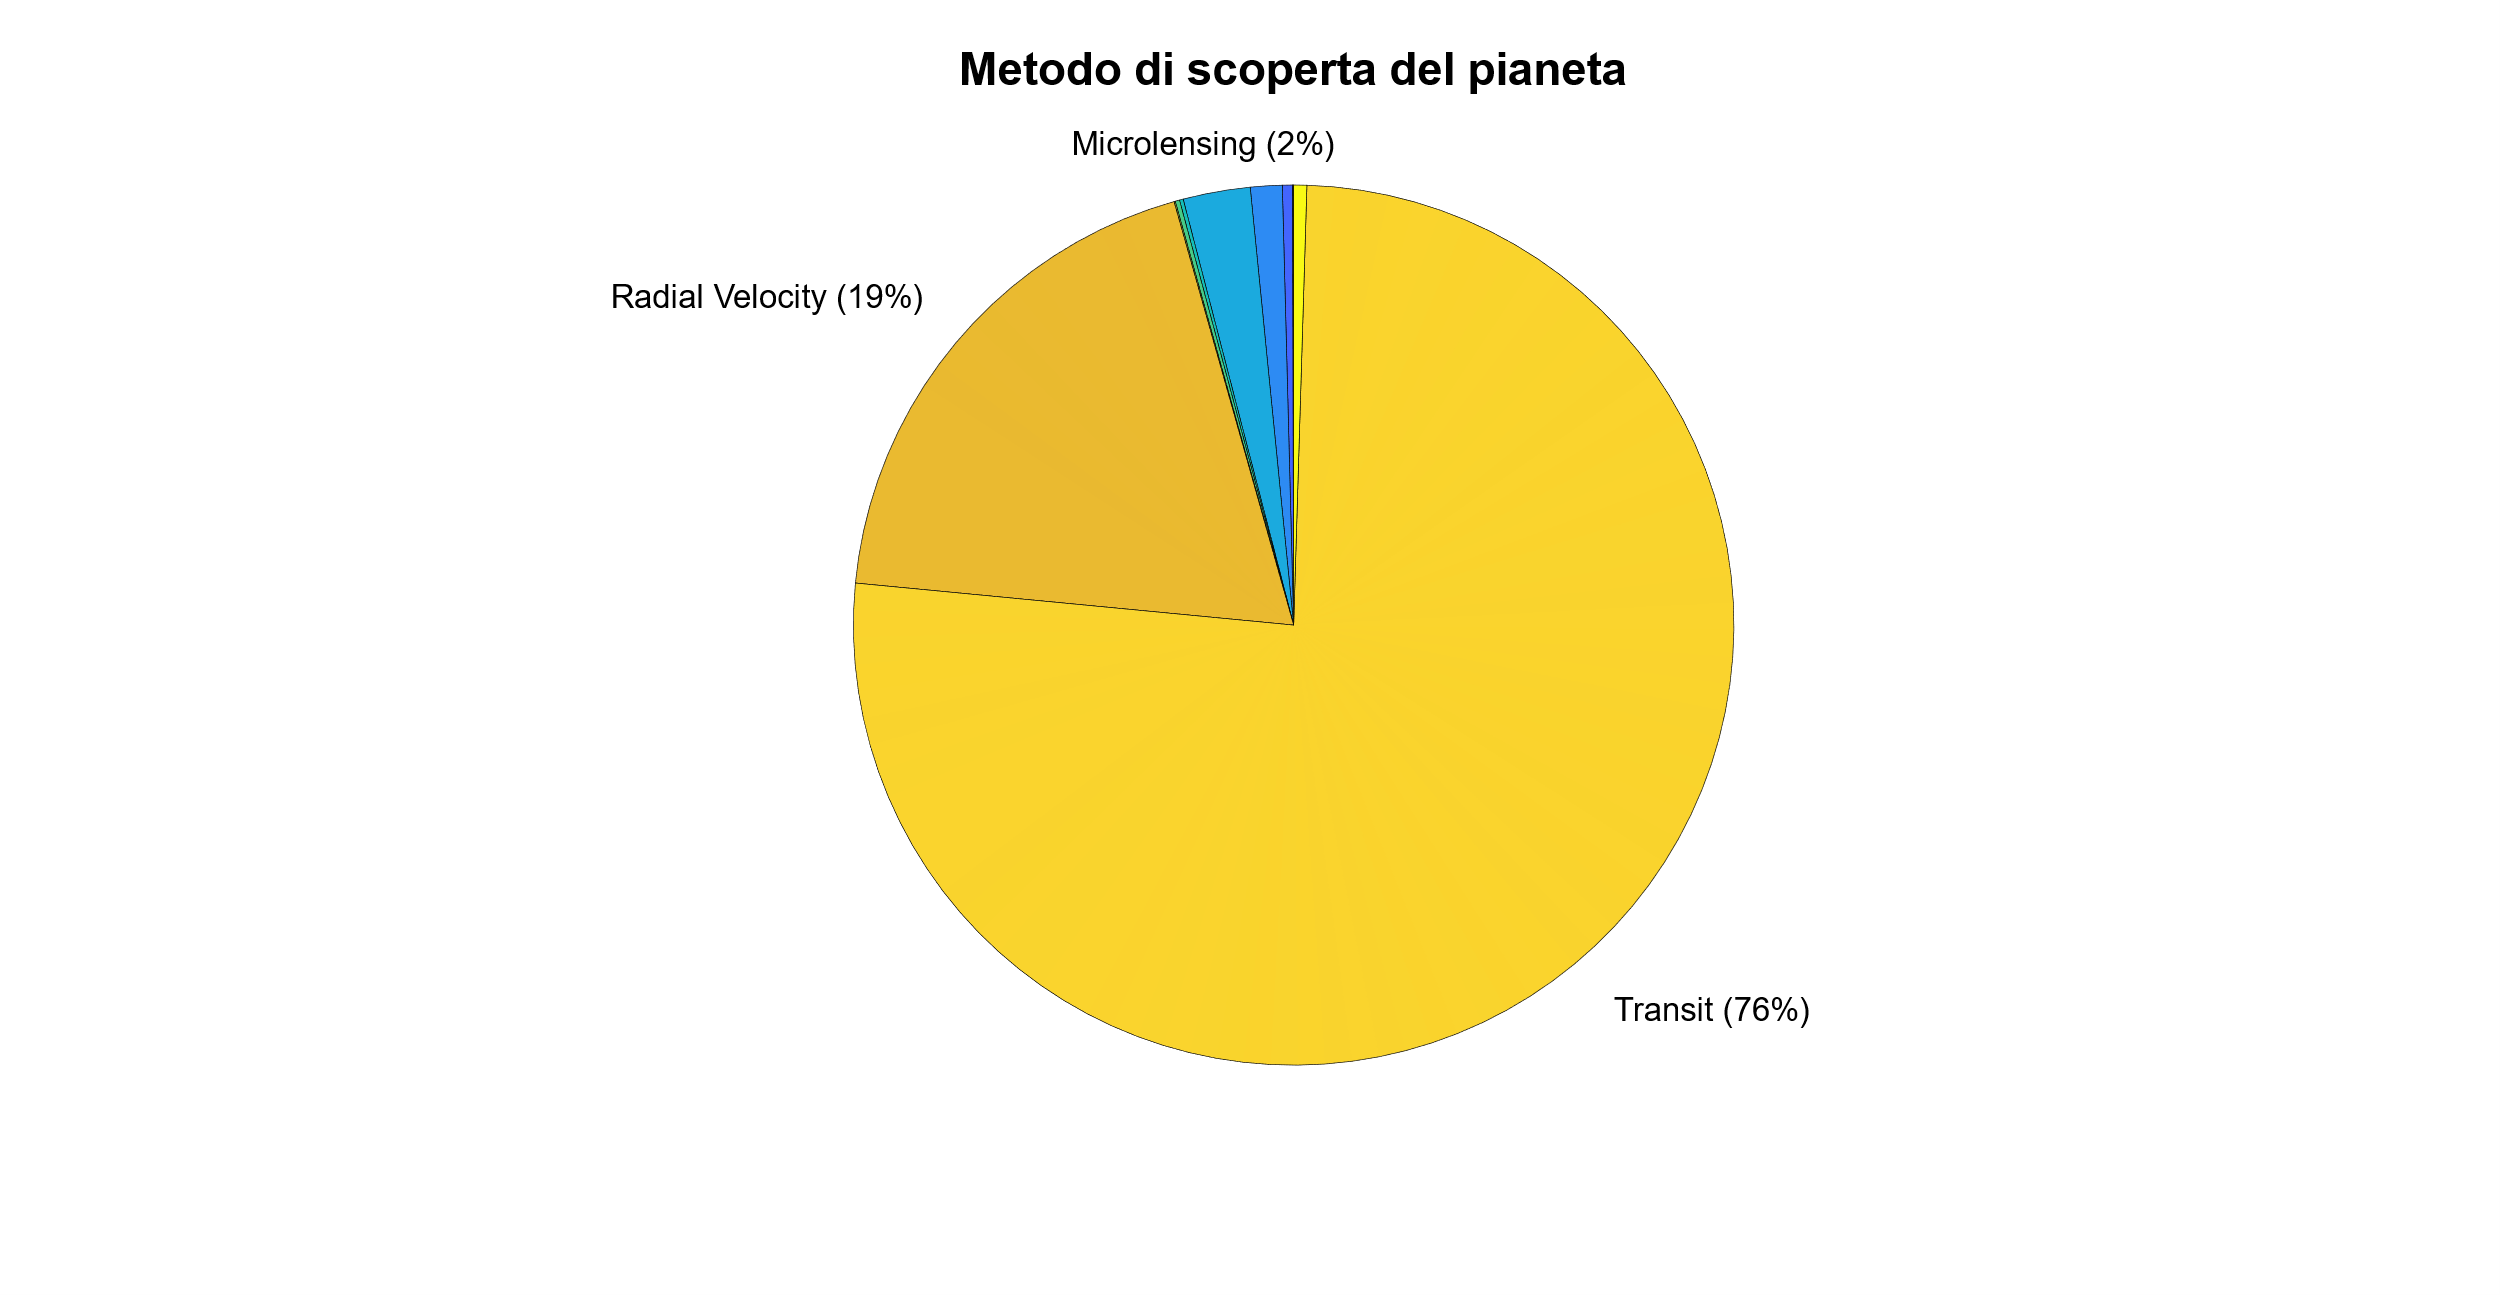 Metodo di scoperta del pianeta
Microlensing (2%)
Radial Velocity (19%)
Transit (76%)